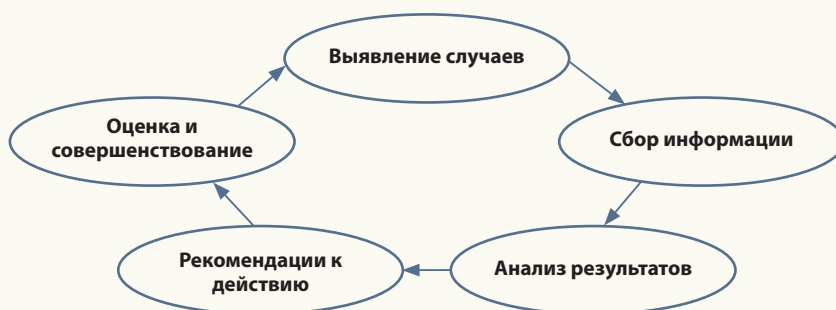 Выявление случаев
Сбор информации
Анализ результатов
Рекомендации к
действию
Оценка и
совершенствование